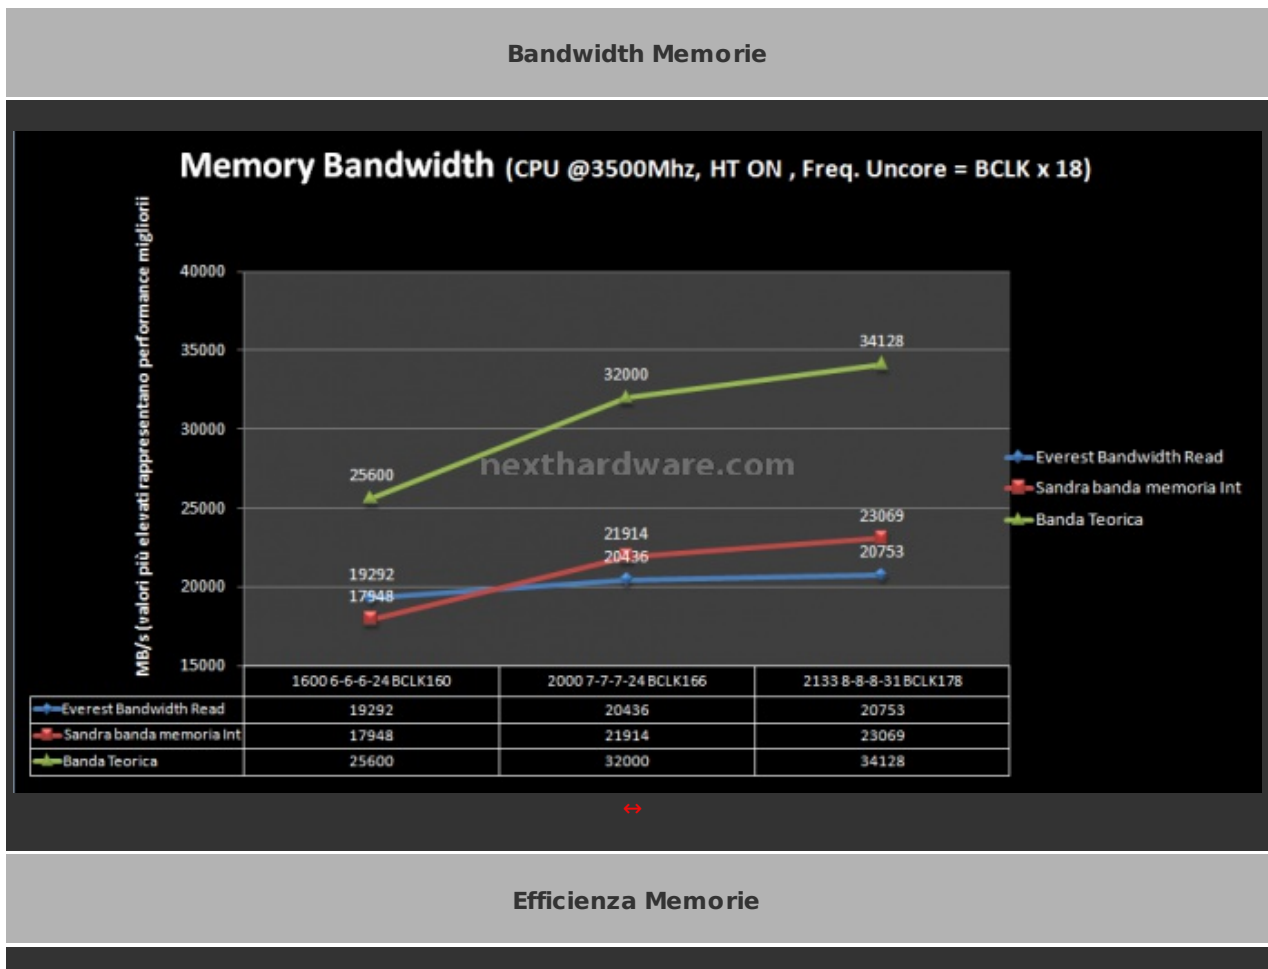 Bandwidth Memorie
Memory Bandwidth (CPU @3500Mhz, HT ON , Freq. Uncore = BCLK x 18)
MB/s (valori più elevati rappresentano performance migliorii
40000
35000
30000
25000
20000
15000
34128
32000
25600
nexthardware.com
23069
21914
20753
20436
19292
17948
Everest Bandwidth Read
Sandra banda memoria Int
Banda Teorica
1600 6-6-6-24 BCLK160 2000 7-7-7-24 BCLK166 2133 8-8-8-31 BCLK178
Everest Bandwidth Read 19292 20436 20753
Sandra banda memoria Int 17948 21914 23069
Banda Teorica 25600 32000 34128
↔
Efficienza Memorie